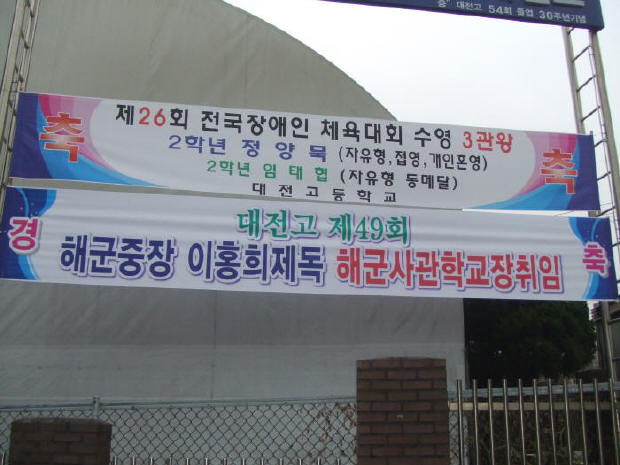 증" 대전고 54회 졸업 30주년기념
축 제26회 전국장애인 체육대회 수영 3관왕 축
2학년 정양묵 (자유형,접영,개인혼영)
2학년 임태협 (자유형 동메달)
대전고등학교
경 대전고 제49회 축
해군중장 이홍희제독 해군사관학교장취임